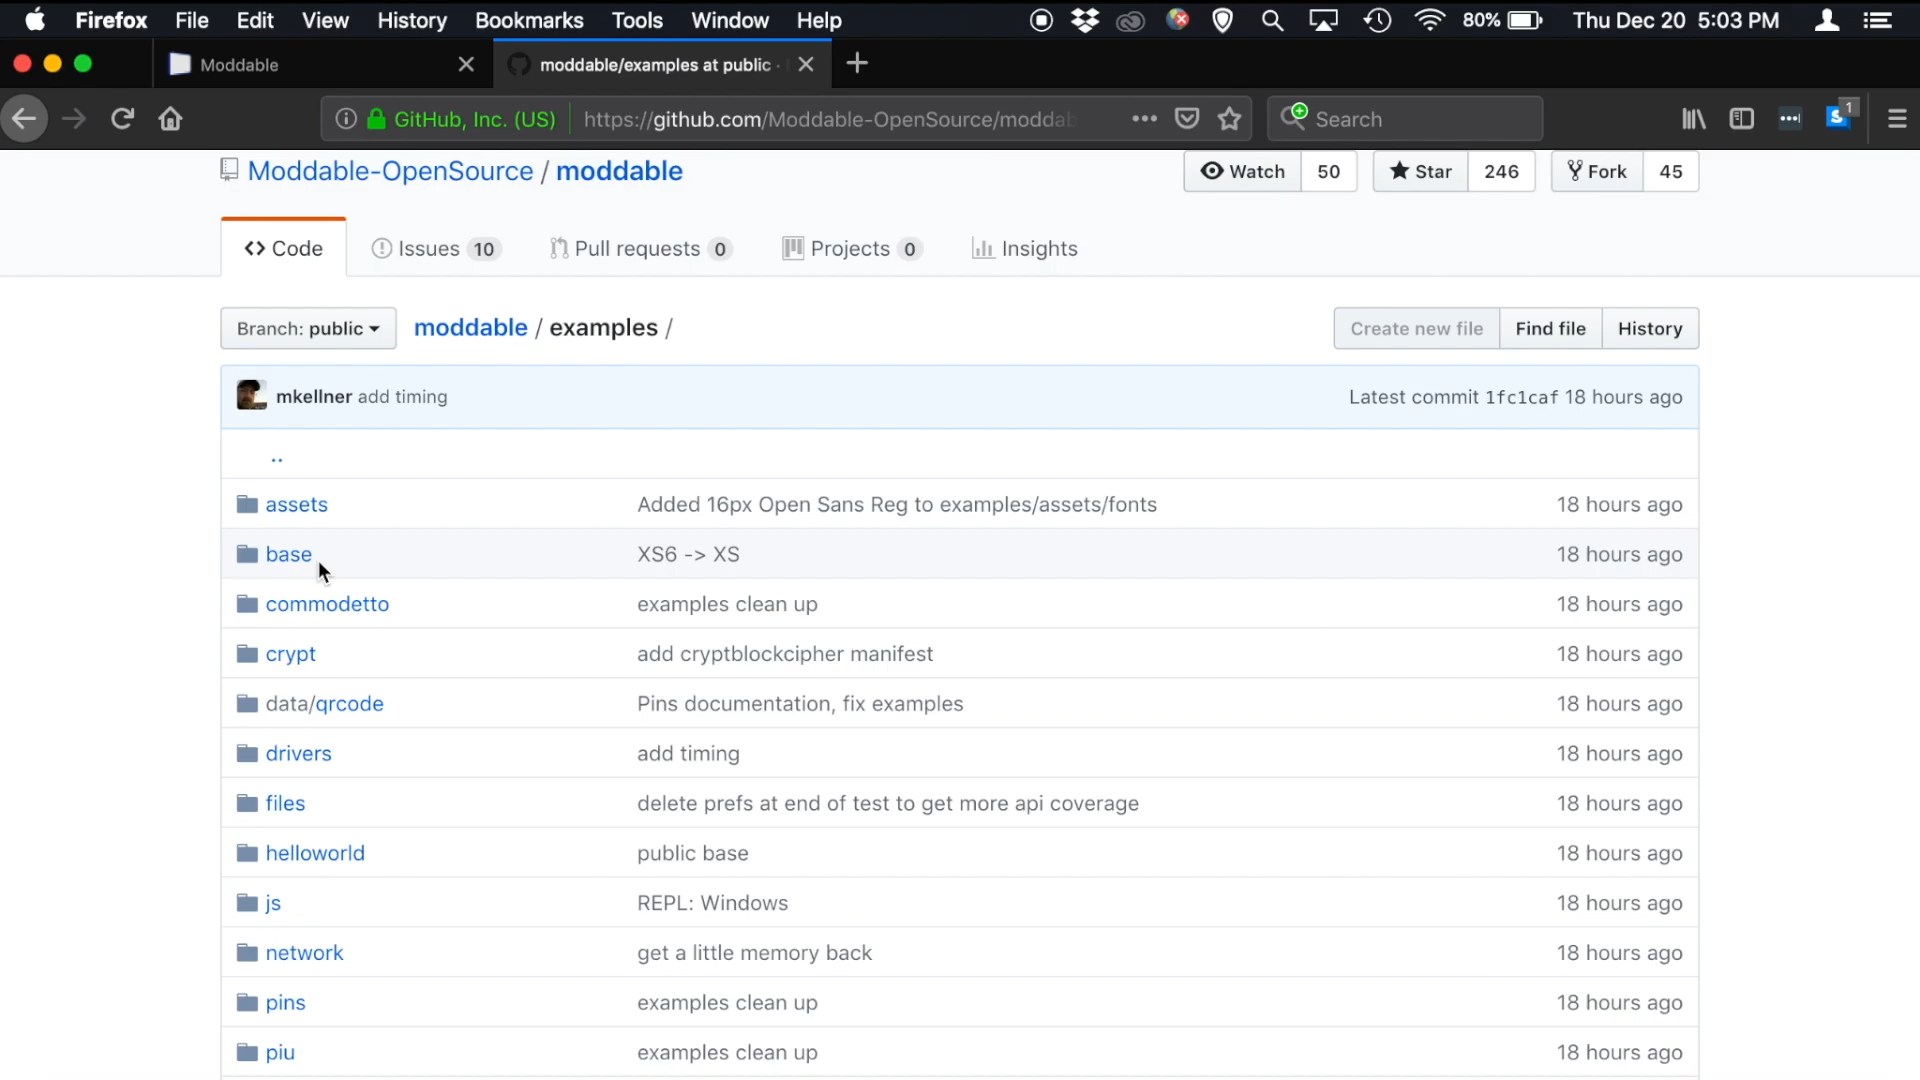 Firefox File Edit View History Bookmarks Tools Window Help 80% Thu Dec 20 5:03 PM
Moddable moddable/examples at public ·
GitHub, Inc. (US) https://github.com/Moddable-OpenSource/moddab Search S 1
Moddable-OpenSource / moddable Watch 50 Star 246 Fork 45
Code Issues 10 Pull requests 0 Projects 0 Insights
Branch: public moddable / examples / Create new file Find file History
mkellner add timing Latest commit 1fc1caf 18 hours ago
..
assets Added 16px Open Sans Reg to examples/assets/fonts 18 hours ago
base XS6 -> XS 18 hours ago
commodetto examples clean up 18 hours ago
crypt add cryptblockcipher manifest 18 hours ago
data/qrcode Pins documentation, fix examples 18 hours ago
drivers add timing 18 hours ago
files delete prefs at end of test to get more api coverage 18 hours ago
helloworld public base 18 hours ago
js REPL: Windows 18 hours ago
network get a little memory back 18 hours ago
pins examples clean up 18 hours ago
piu examples clean up 18 hours ago